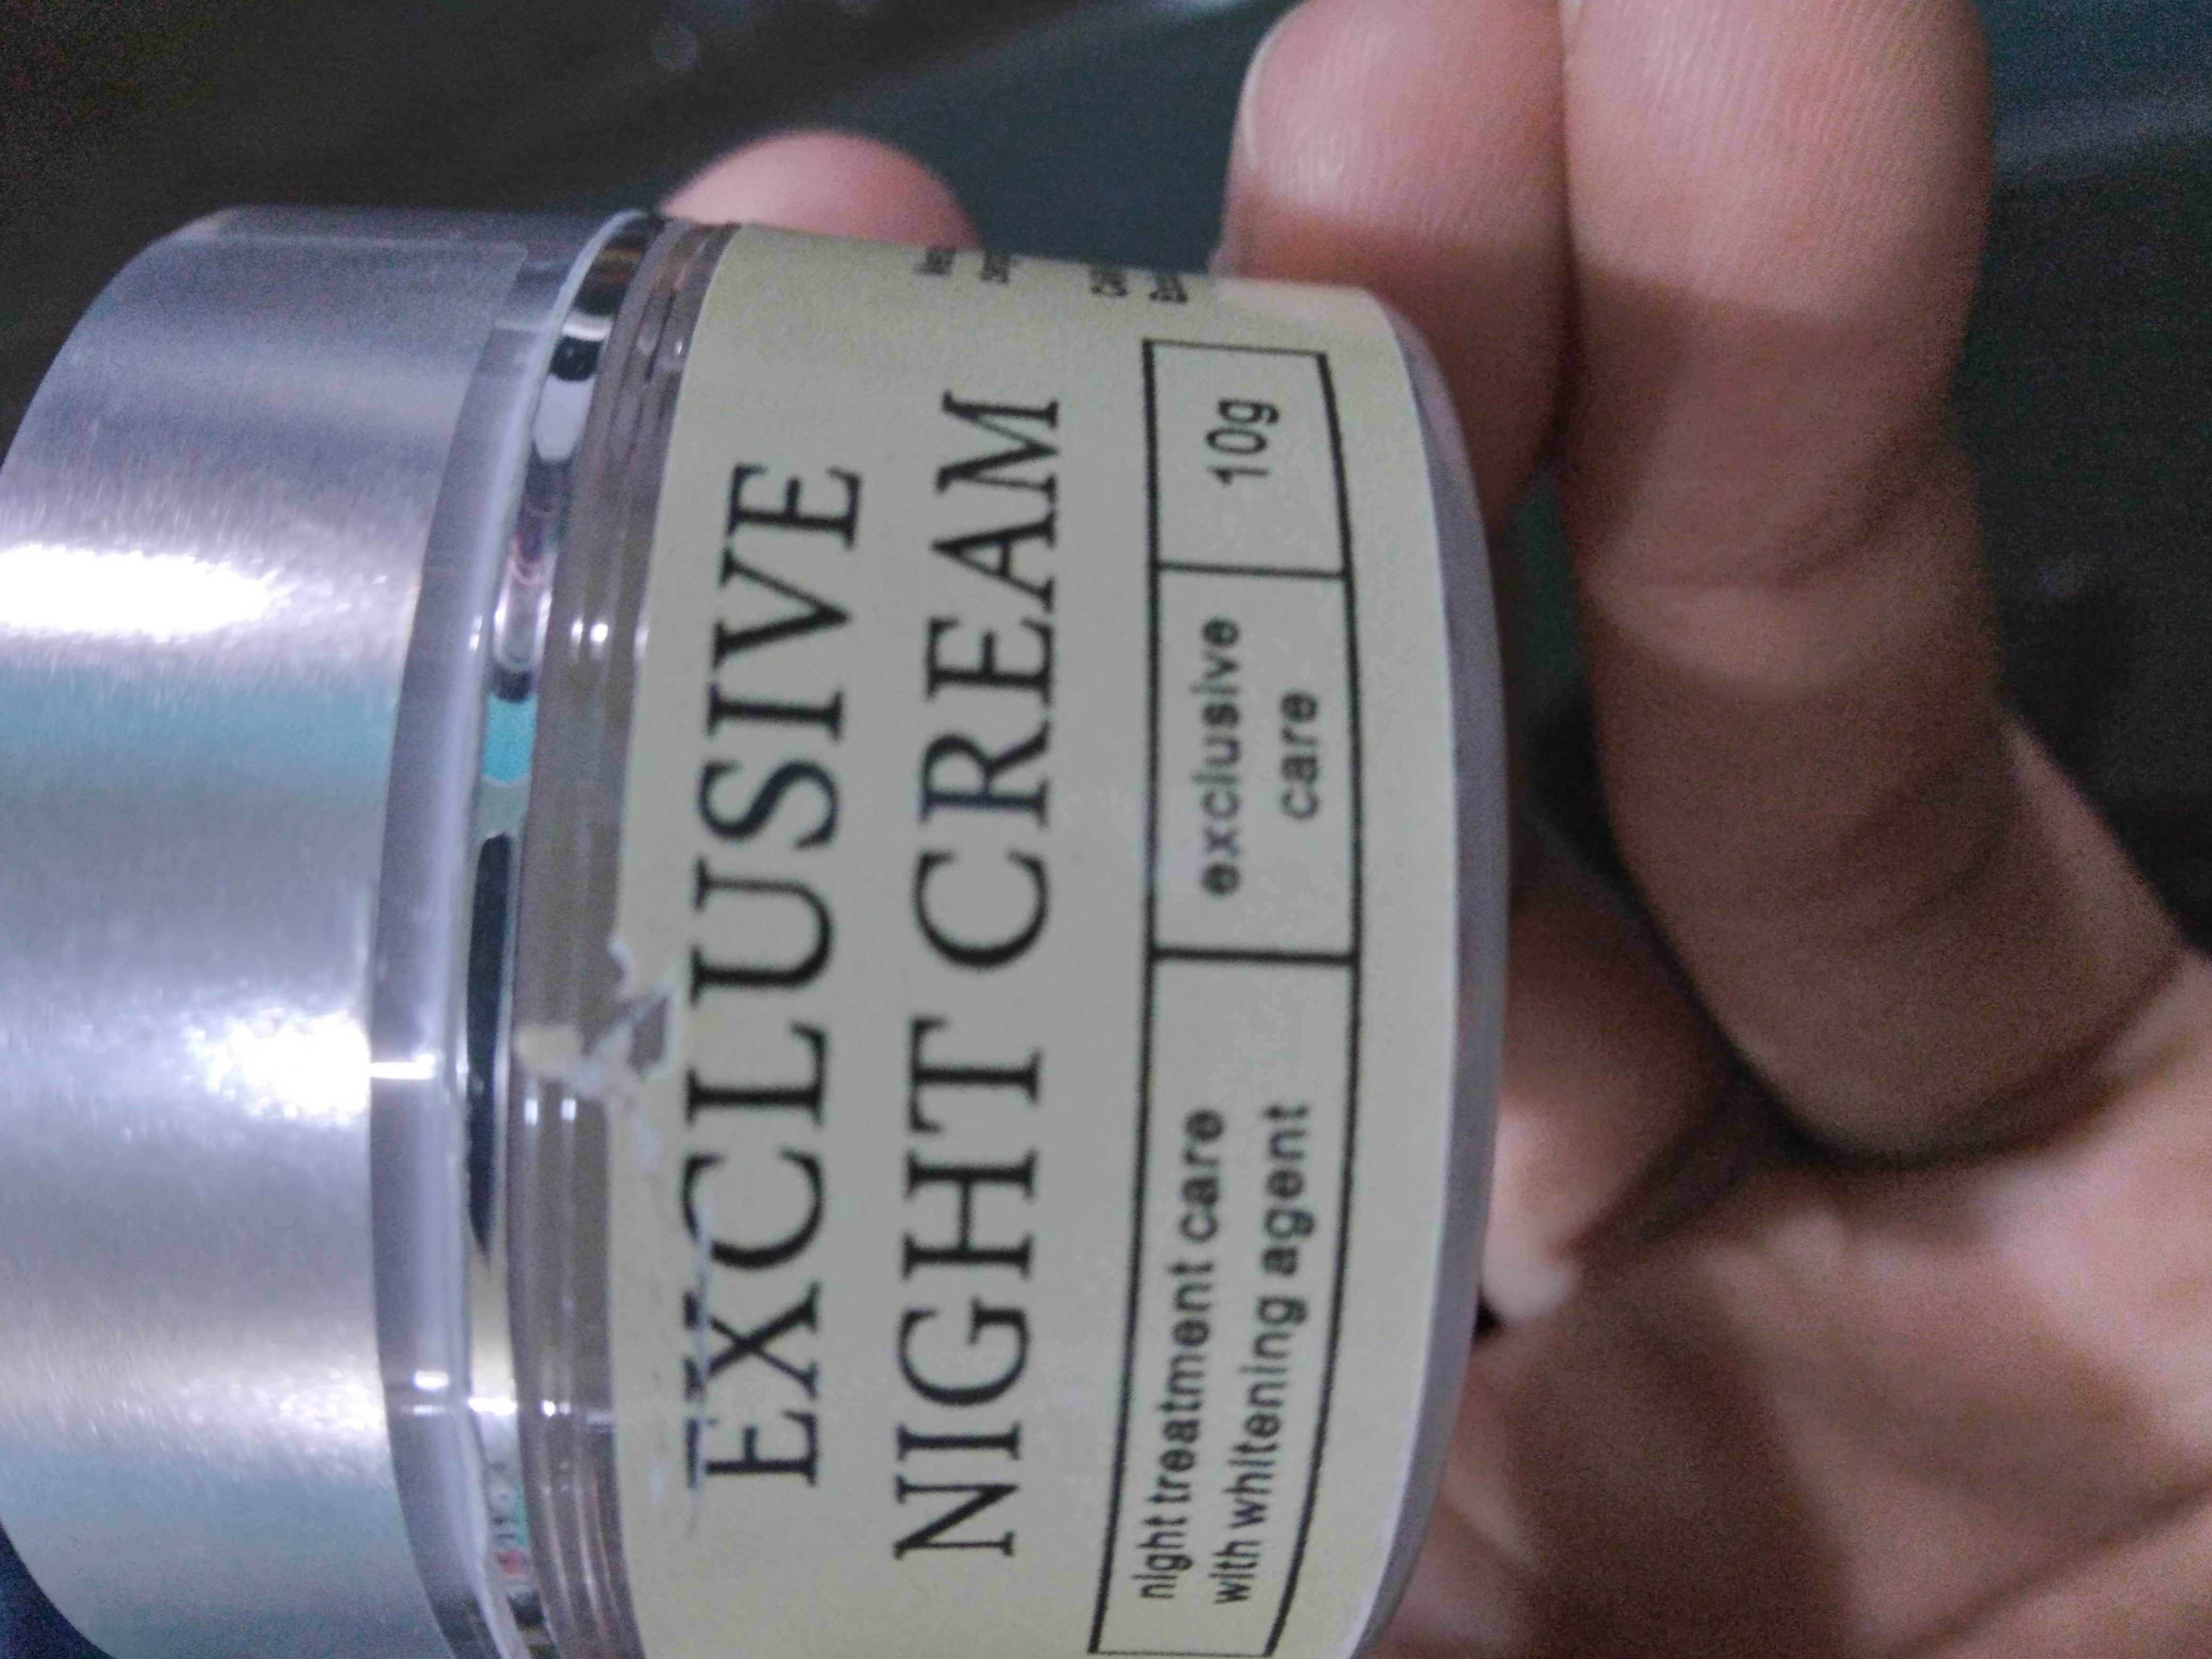 EXCLUSIVE
NIGHT CREAM
night treatment care
with whitening agent
exclusive
care
10g